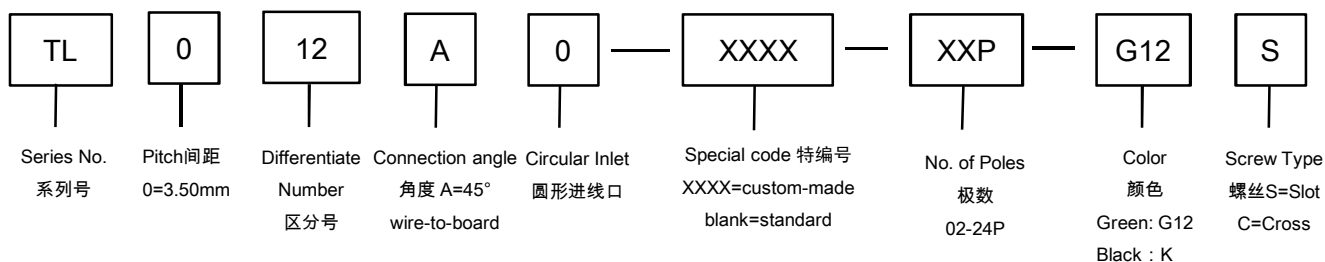 TL 0 12 A 0 — XXXX — XXP — G12 S
Series No.
系列号
Pitch间距
0=3.50mm
Differentiate
Number
区分号
Connection angle
角度 A=45°
wire-to-board
Circular Inlet
圆形进线口
Special code 特编号
XXXX=custom-made
blank=standard
No. of Poles
极数
02-24P
Color
颜色
Green: G12
Black : K
Screw Type
螺丝S=Slot
C=Cross